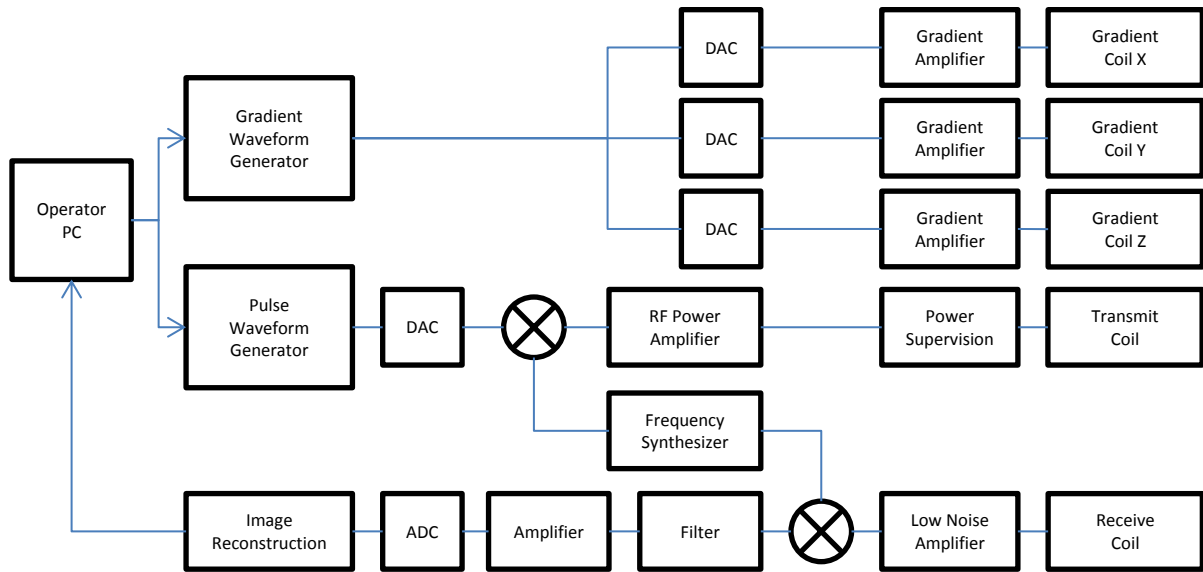 DAC
Gradient
Amplifier
Gradient
Coil X
Gradient
Waveform
Generator
DAC
Gradient
Amplifier
Gradient
Coil Y
Operator
PC
DAC
Gradient
Amplifier
Gradient
Coil Z
Pulse
Waveform
Generator
DAC
RF Power
Amplifier
Power
Supervision
Transmit
Coil
Frequency
Synthesizer
Image
Reconstruction
ADC
Amplifier
Filter
Low Noise
Amplifier
Receive
Coil